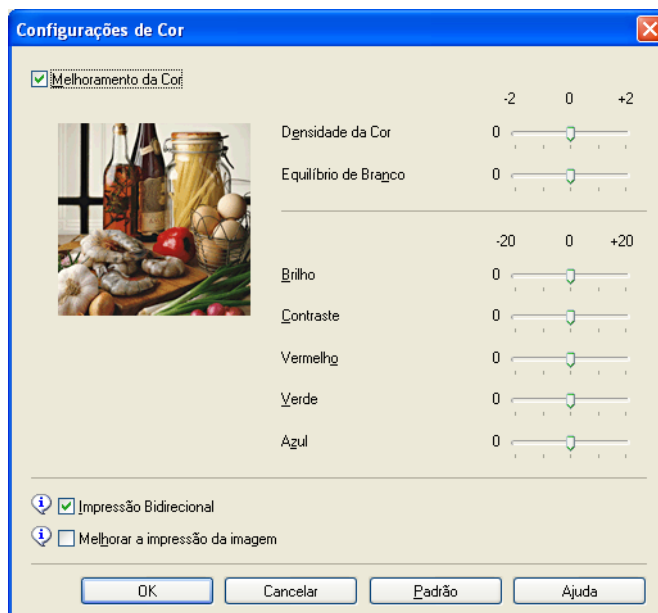 Configurações de Cor
Melhoramento da Cor
-2 0 +2
Densidade da Cor 0
Equilíbrio de Branco 0
-20 0 +20
Brilho 0
Contraste 0
Vermelho 0
Verde 0
Azul 0
Impressão Bidirecional
Melhorar a impressão da imagem
OK Cancelar Padrão Ajuda